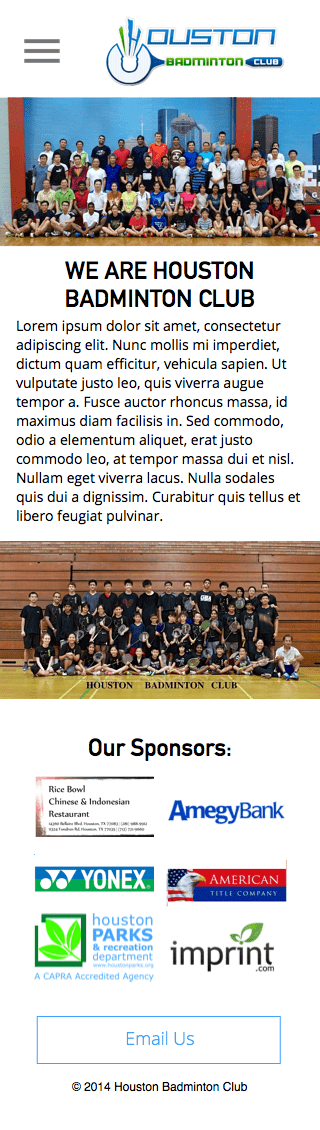 HOUSTON
BADMINTON CLUB
WE ARE HOUSTON
BADMINTON CLUB
Lorem ipsum dolor sit amet, consectetur
adipiscing elit. Nunc mollis mi imperdiet,
dictum quam efficitur, vehicula sapien. Ut
vulputate justo leo, quis viverra augue
tempor a. Fusce auctor rhoncus massa, id
maximus diam facilisis in. Sed commodo,
odio a elementum aliquet, erat justo
commodo leo, at tempor massa dui et nisl.
Nullam eget viverra lacus. Nulla sodales
quis dui a dignissim. Curabitur quis tellus et
libero feugiat pulvinar.
HOUSTON BADMINTON CLUB
Our Sponsors:
Rice Bowl
Chinese & Indonesian
Restaurant
AmegyBank
YONEX
AMERICAN
TITLE COMPANY
houston
PARKS
& recreation
department
www.houstonparks.org
A CAPRA Accredited Agency
imprint
.com
Email Us
© 2014 Houston Badminton Club